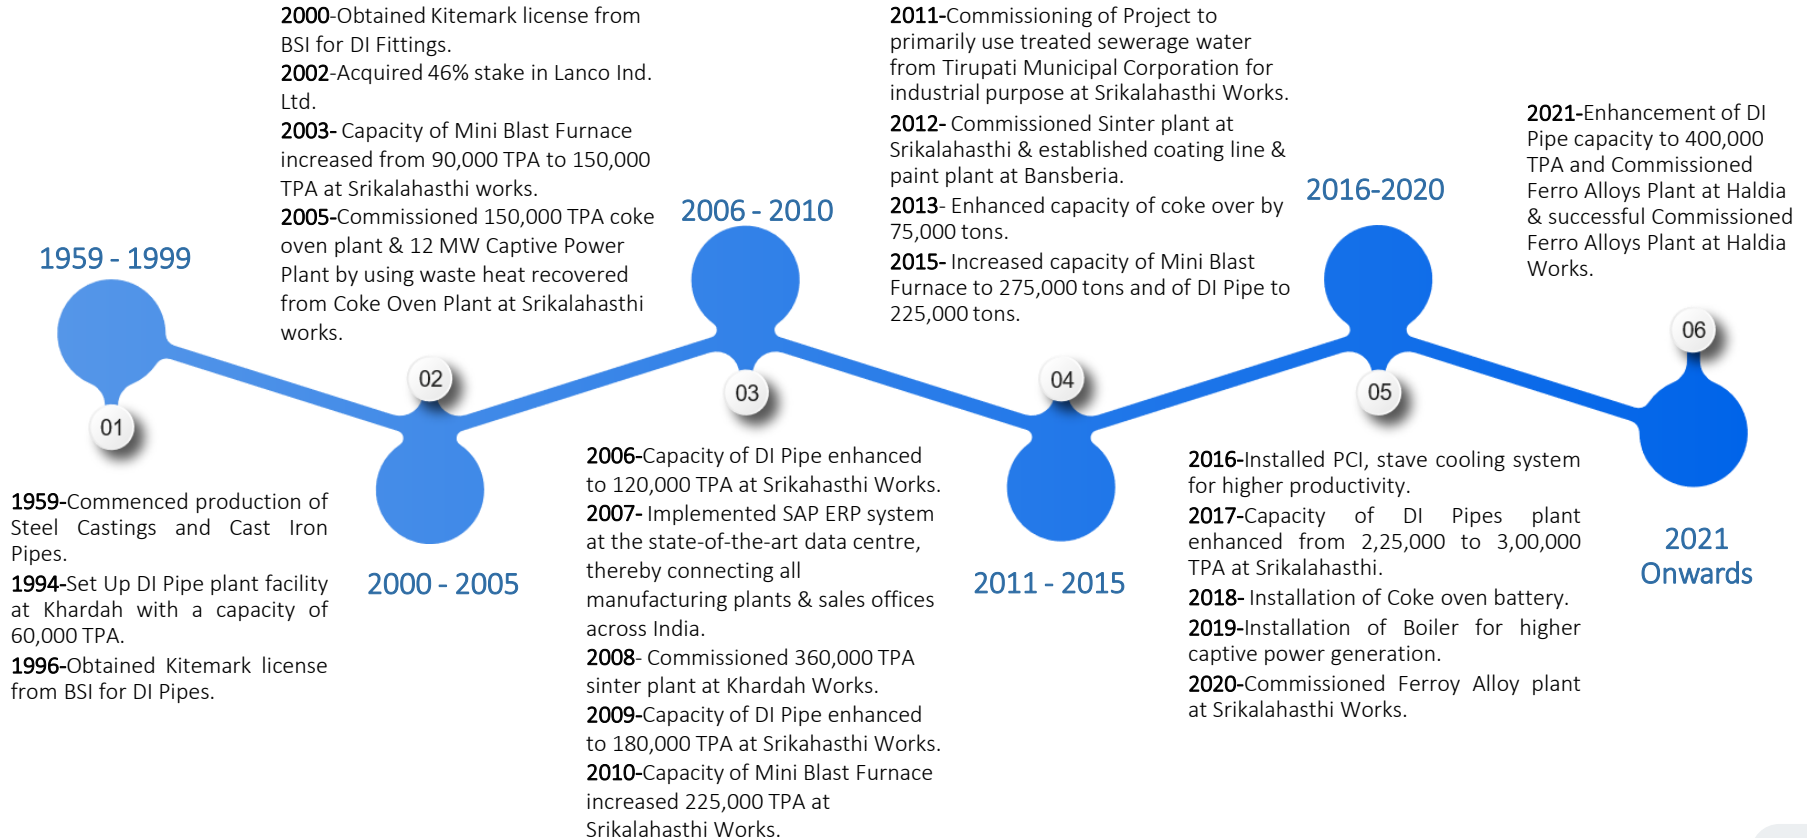 1959 - 1999
01
1959-Commenced production of
Steel Castings and Cast Iron
Pipes.
1994-Set Up DI Pipe plant facility
at Khardah with a capacity of
60,000 TPA.
1996-Obtained Kitemark license
from BSI for DI Pipes.
2000-Obtained Kitemark license from
BSI for DI Fittings.
2002-Acquired 46% stake in Lanco Ind.
Ltd.
2003- Capacity of Mini Blast Furnace
increased from 90,000 TPA to 150,000
TPA at Srikalahasthi works.
2005-Commissioned 150,000 TPA coke
oven plant & 12 MW Captive Power
Plant by using waste heat recovered
from Coke Oven Plant at Srikalahasthi
works.
02
2000 - 2005
2006 - 2010
03
2006-Capacity of DI Pipe enhanced
to 120,000 TPA at Srikahasthi Works.
2007- Implemented SAP ERP system
at the state-of-the-art data centre,
thereby connecting all
manufacturing plants & sales offices
across India.
2008- Commissioned 360,000 TPA
sinter plant at Khardah Works.
2009-Capacity of DI Pipe enhanced
to 180,000 TPA at Srikahasthi Works.
2010-Capacity of Mini Blast Furnace
increased 225,000 TPA at
Srikalahasthi Works.
2011-Commissioning of Project to
primarily use treated sewerage water
from Tirupati Municipal Corporation for
industrial purpose at Srikalahasthi Works.
2012- Commissioned Sinter plant at
Srikalahasthi & established coating line &
paint plant at Bansberia.
2013- Enhanced capacity of coke over by
75,000 tons.
2015- Increased capacity of Mini Blast
Furnace to 275,000 tons and of DI Pipe to
225,000 tons.
04
2011 - 2015
2016-2020
05
2016-Installed PCI, stave cooling system
for higher productivity.
2017-Capacity of DI Pipes plant
enhanced from 2,25,000 to 3,00,000
TPA at Srikalahasthi.
2018- Installation of Coke oven battery.
2019-Installation of Boiler for higher
captive power generation.
2020-Commissioned Ferroy Alloy plant
at Srikalahasthi Works.
2021-Enhancement of DI
Pipe capacity to 400,000
TPA and Commissioned
Ferro Alloys Plant at Haldia
& successful Commissioned
Ferro Alloys Plant at Haldia
Works.
06
2021
Onwards